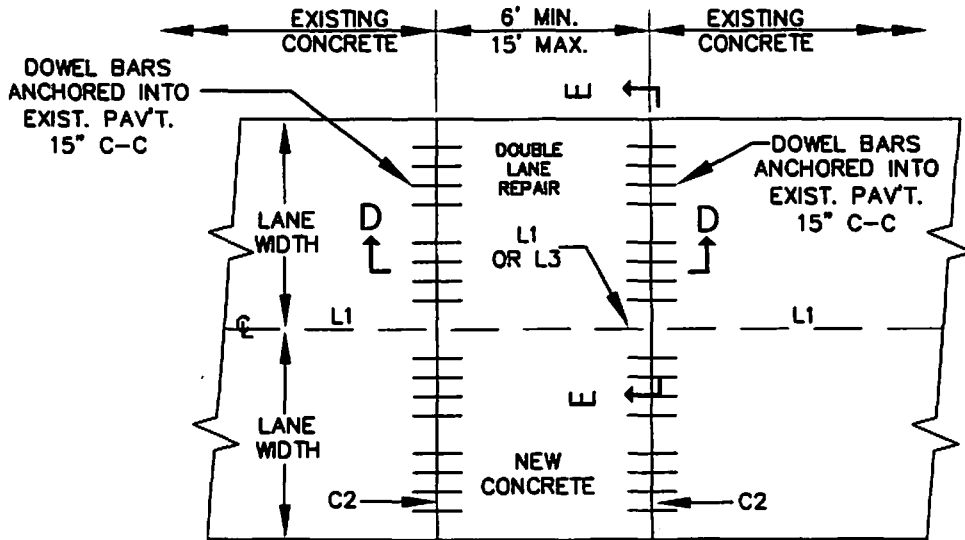 EXISTING
CONCRETE
6' MIN.
15' MAX.
EXISTING
CONCRETE
DOWEL BARS
ANCHORED INTO
EXIST. PAV'T.
15" C-C
E
DOUBLE
LANE
REPAIR
DOWEL BARS
ANCHORED INTO
EXIST. PAV'T.
15" C-C
LANE
WIDTH
D
L1
OR L3
D
℄
L1
L1
LANE
WIDTH
E
NEW
CONCRETE
C2
C2